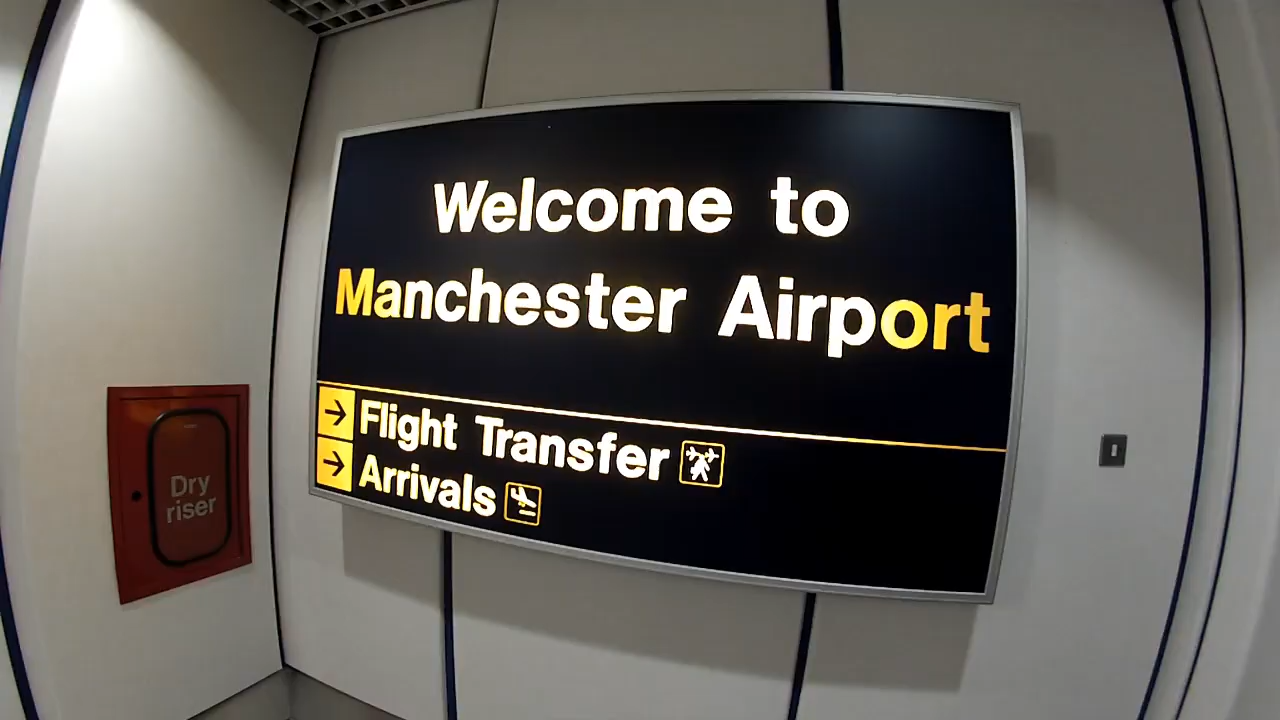 Welcome to
Manchester Airport
→ Flight Transfer
→ Arrivals
Dry
riser